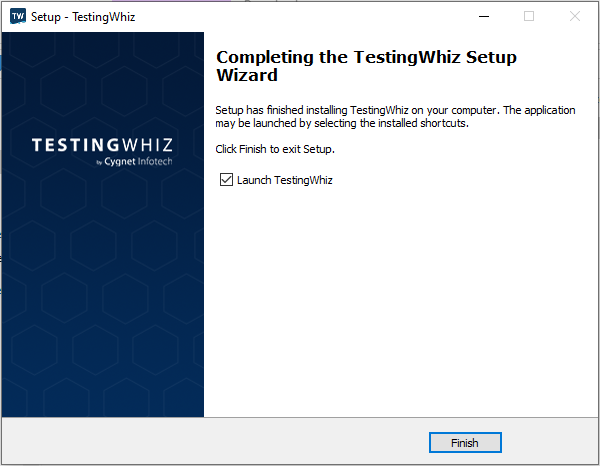 TW Setup - TestingWhiz
Completing the TestingWhiz Setup
Wizard
Setup has finished installing TestingWhiz on your computer. The application
may be launched by selecting the installed shortcuts.
Click Finish to exit Setup.
Launch TestingWhiz
TESTINGWHIZ
by Cygnet Infotech
Finish